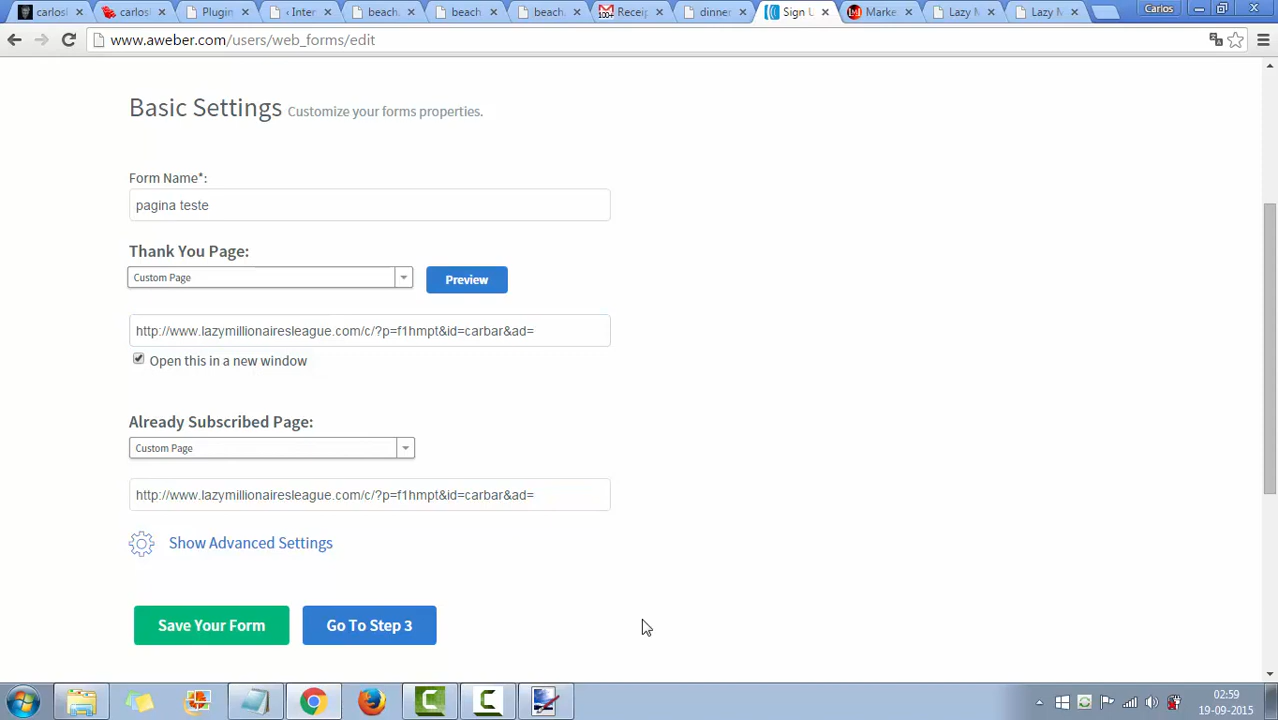 carlosl
carlosl
Plugin
‹ Inter
beach.
beach
beach.
Receip
dinner
Sign U
Marke
Lazy M
Lazy M
Carlos
www.aweber.com/users/web_forms/edit
Basic Settings Customize your forms properties.
Form Name*:
pagina teste
Thank You Page:
Custom Page
Preview
http://www.lazymillionairesleague.com/c/?p=f1hmpt&id=carbar&ad=
Open this in a new window
Already Subscribed Page:
Custom Page
http://www.lazymillionairesleague.com/c/?p=f1hmpt&id=carbar&ad=
Show Advanced Settings
Save Your Form
Go To Step 3
02:59
19-09-2015